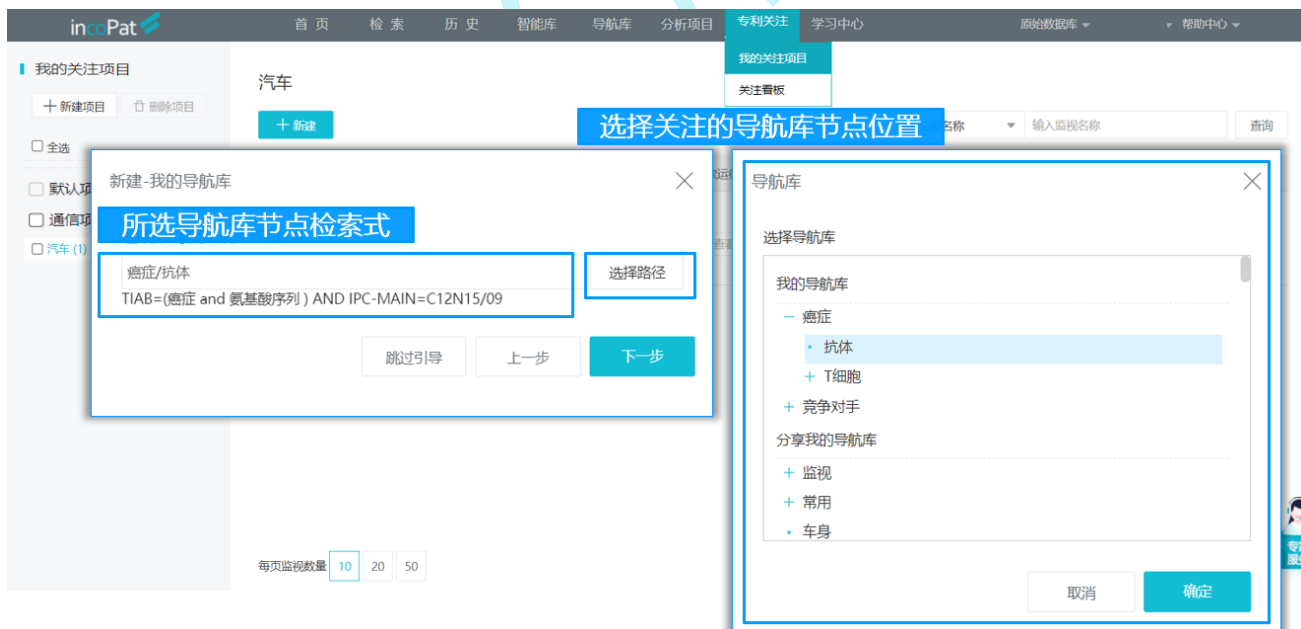 incoPat
首页 检索 历史 智能库 导航库 分析项目 专利关注 学习中心 原始数据库 帮助中心
我的关注项目
关注看板
我的关注项目
+ 新建项目 删除项目
全选
汽车
+ 新建
选择关注的导航库节点位置
名称 输入监视名称 查询
默认项
通信项
汽车 (1)
新建-我的导航库
所选导航库节点检索式
癌症/抗体 选择路径
TIAB=(癌症 and 氨基酸序列 ) AND IPC-MAIN=C12N15/09
跳过引导 上一步 下一步
导航库
选择导航库
我的导航库
癌症
抗体
T细胞
竞争对手
分享我的导航库
监视
常用
车身
取消 确定
每页监视数量 10 20 50